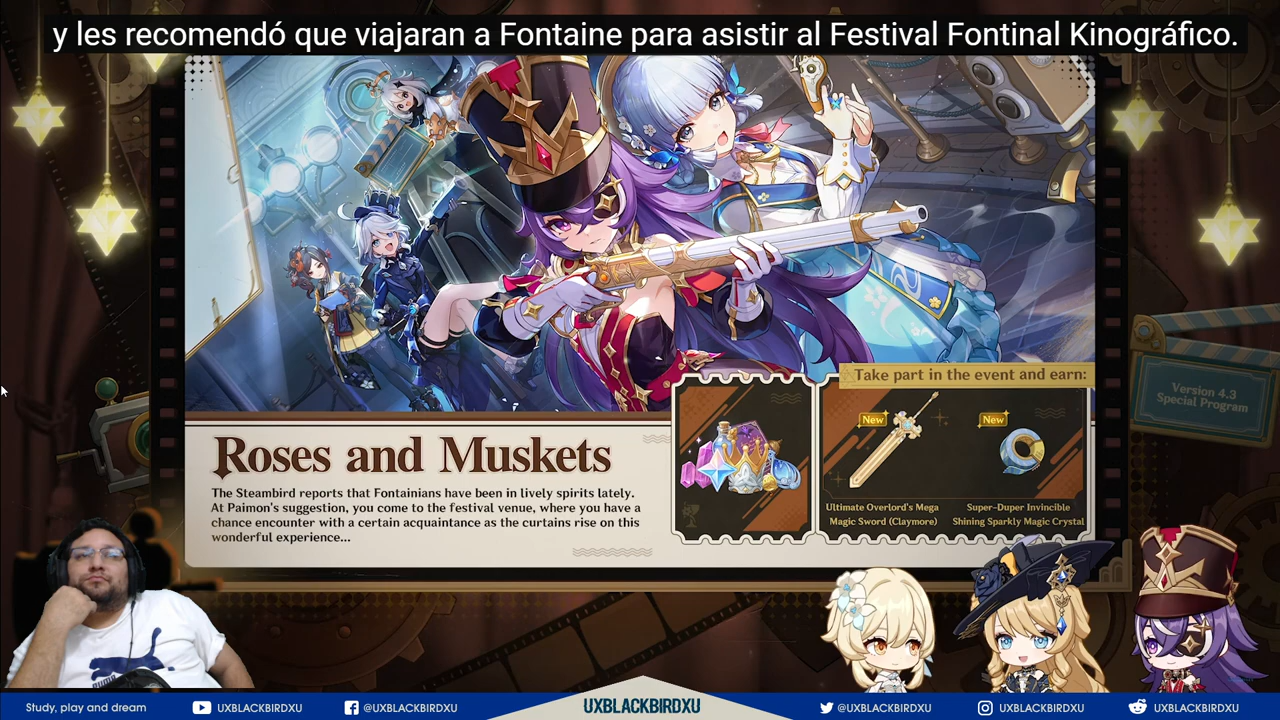 y les recomendó que viajaran a Fontaine para asistir al Festival Fontinal Kinográfico.
Take part in the event and earn:
New
New
Version 4.3
Special Program
Roses and Muskets
The Steambird reports that Fontainians have been in lively spirits lately.
At Paimon's suggestion, you come to the festival venue, where you have a
chance encounter with a certain acquaintance as the curtains rise on this
wonderful experience...
Ultimate Overlord's Mega
Magic Sword (Claymore)
Super-Duper Invincible
Shining Sparkly Magic Crystal
puma
Study, play and dream
UXBLACKBIRDXU
@UXBLACKBIRDXU
UXBLACKBIRDXU
@UXBLACKBIRDXU
UXBLACKBIRDXU
UXBLACKBIRDXU